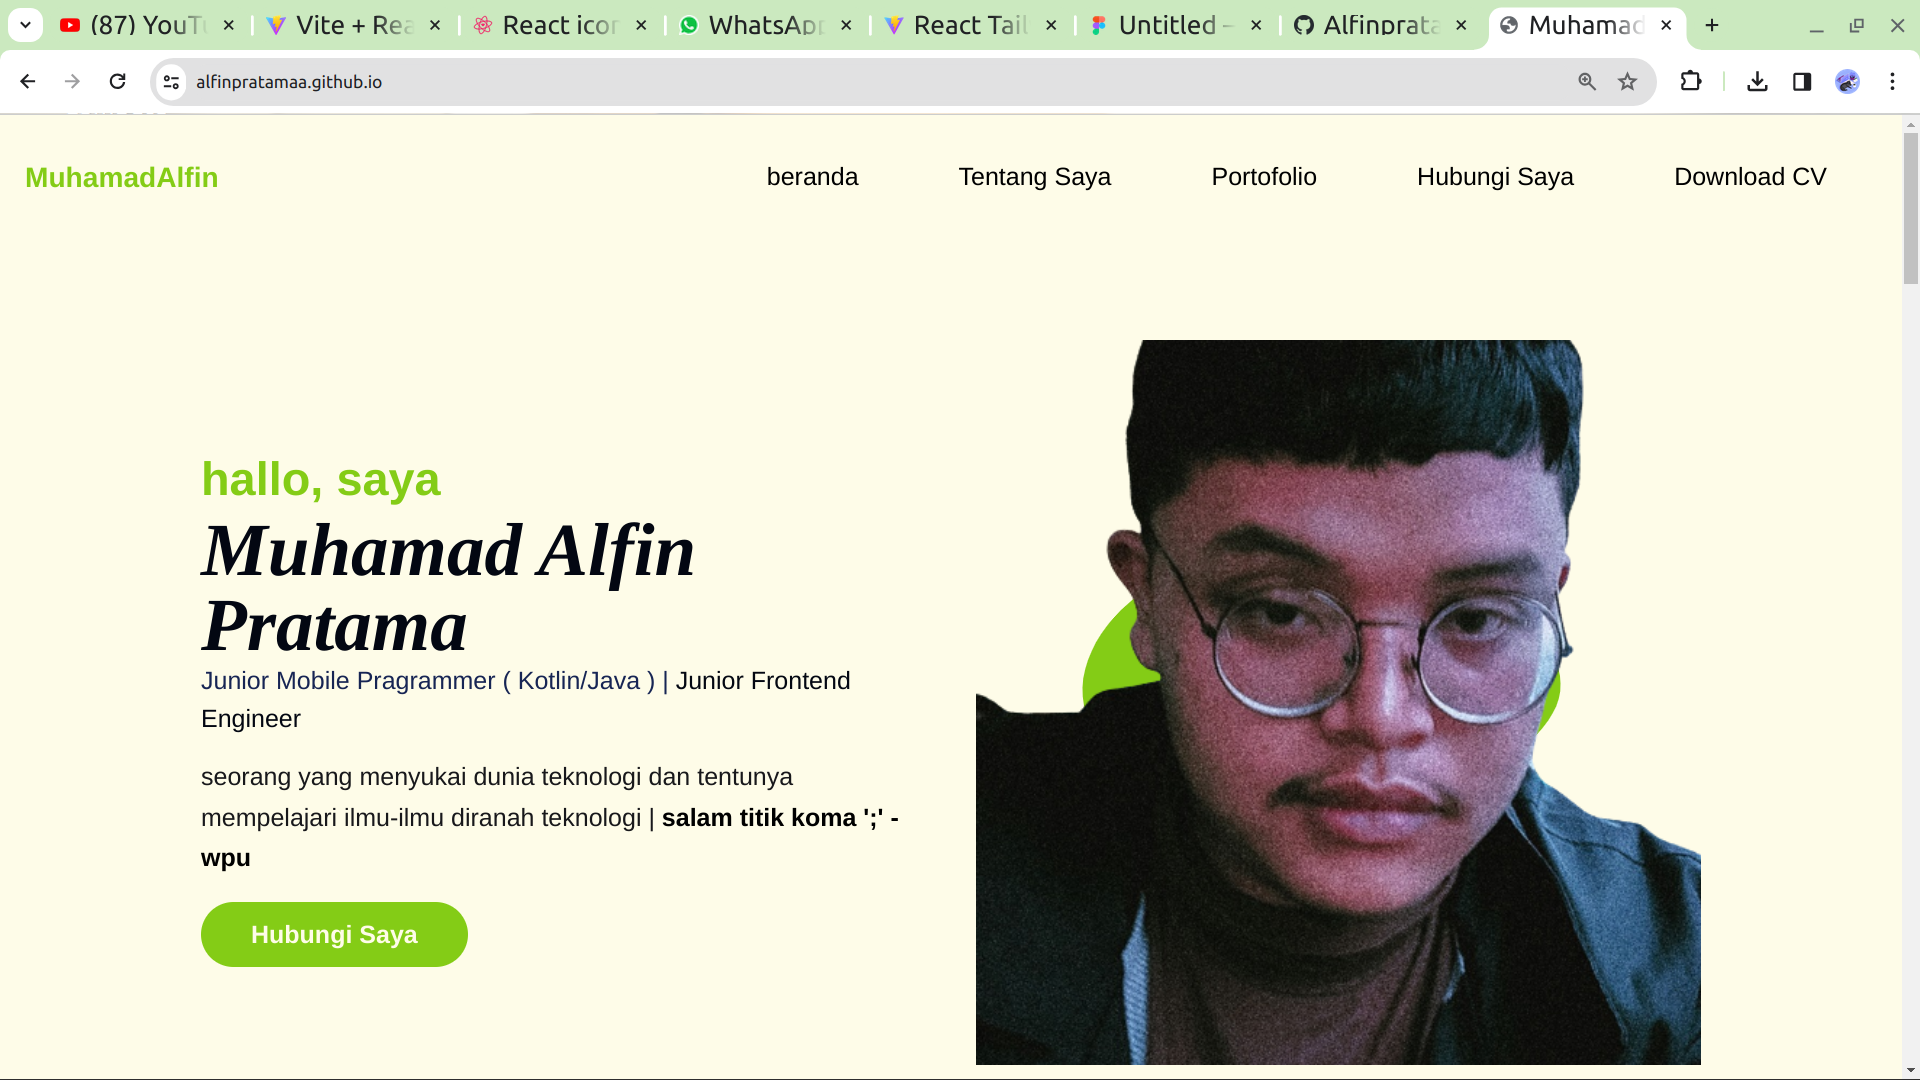 (87) YouTu
Vite + Rea
React icon
WhatsApp
React Tail
Untitled –
Alfinprata
Muhamad
alfinpratamaa.github.io
MuhamadAlfin
beranda
Tentang Saya
Portofolio
Hubungi Saya
Download CV
hallo, saya
Muhamad Alfin
Pratama
Junior Mobile Pragrammer ( Kotlin/Java ) | Junior Frontend
Engineer
seorang yang menyukai dunia teknologi dan tentunya
mempelajari ilmu-ilmu diranah teknologi | salam titik koma ';' -
wpu
Hubungi Saya